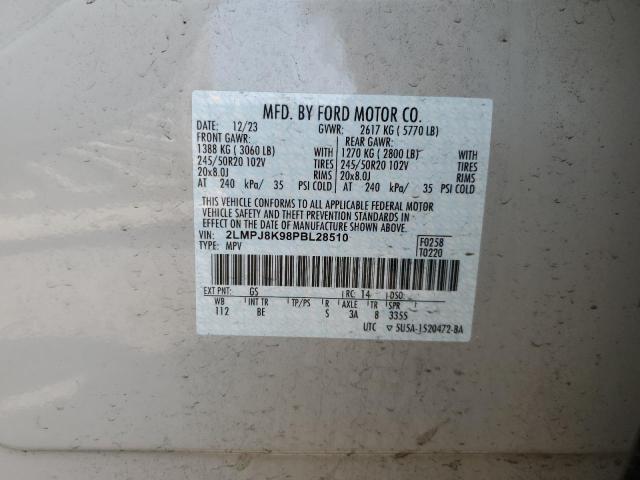 MFD. BY FORD MOTOR CO.
DATE: 12/23 GVWR: 2617 KG ( 5770 LB)
FRONT GAWR: REAR GAWR:
1388 KG ( 3060 LB) 1270 KG ( 2800 LB)
245/50R20 102V TIRES 245/50R20 102V
20x8.0J RIMS 20x8.0J
TIRES
RIMS
AT 240 kPa/ 35 PSI COLD AT 240 kPa/ 35 PSI COLD
THIS VEHICLE CONFORMS TO ALL APPLICABLE FEDERAL MOTOR
VEHICLE SAFETY AND THEFT PREVENTION STANDARDS IN
EFFECT ON THE DATE OF MANUFACTURE SHOWN ABOVE.
VIN: 2LMPJ8K98PBL28510 F0258
TYPE: MPV T0220
EXT PNT: GS RC: 14 DSO:
WB INT TR TP/PS R AXLE TR SPR
112 BE S 3A 8 3355
UTC ▽ 5U5A-1520472-BA